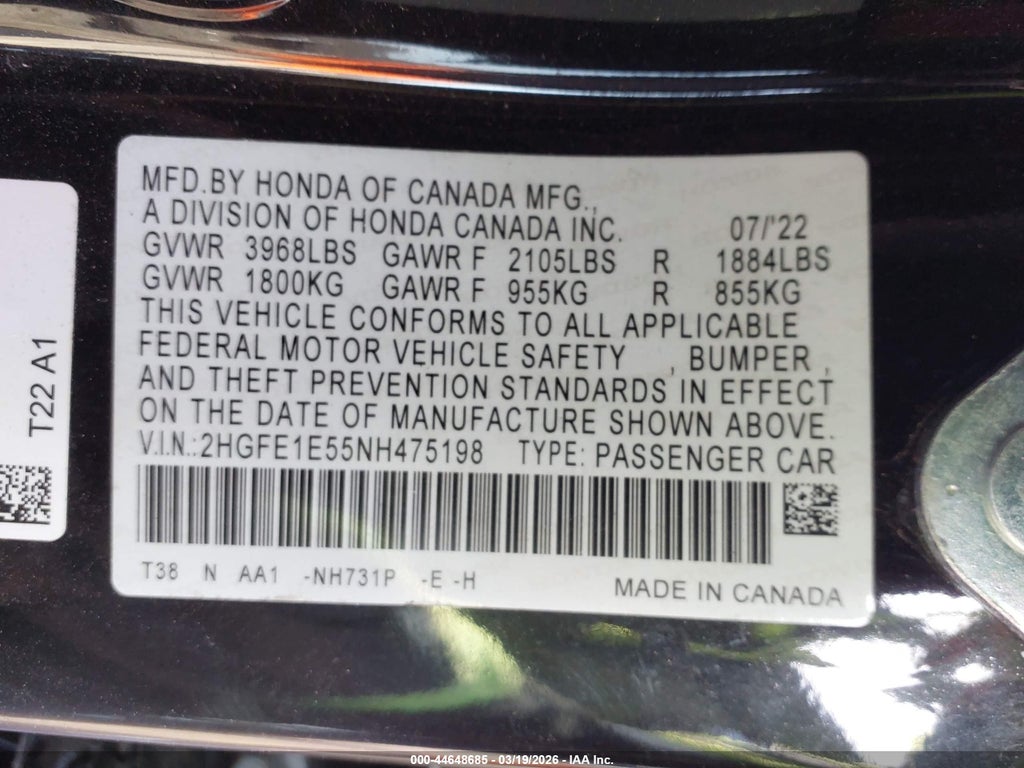 MFD.BY HONDA OF CANADA MFG.,
A DIVISION OF HONDA CANADA INC. 07/'22
GVWR 3968LBS GAWR F 2105LBS R 1884LBS
GVWR 1800KG GAWR F 955KG R 855KG
THIS VEHICLE CONFORMS TO ALL APPLICABLE
FEDERAL MOTOR VEHICLE SAFETY , BUMPER ,
AND THEFT PREVENTION STANDARDS IN EFFECT
ON THE DATE OF MANUFACTURE SHOWN ABOVE.
V.I.N.:2HGFE1E55NH475198 TYPE: PASSENGER CAR
T38 N AA1 -NH731P -E -H MADE IN CANADA
T22 A1
000-44648685 - 03/19/2026 - IAA Inc.